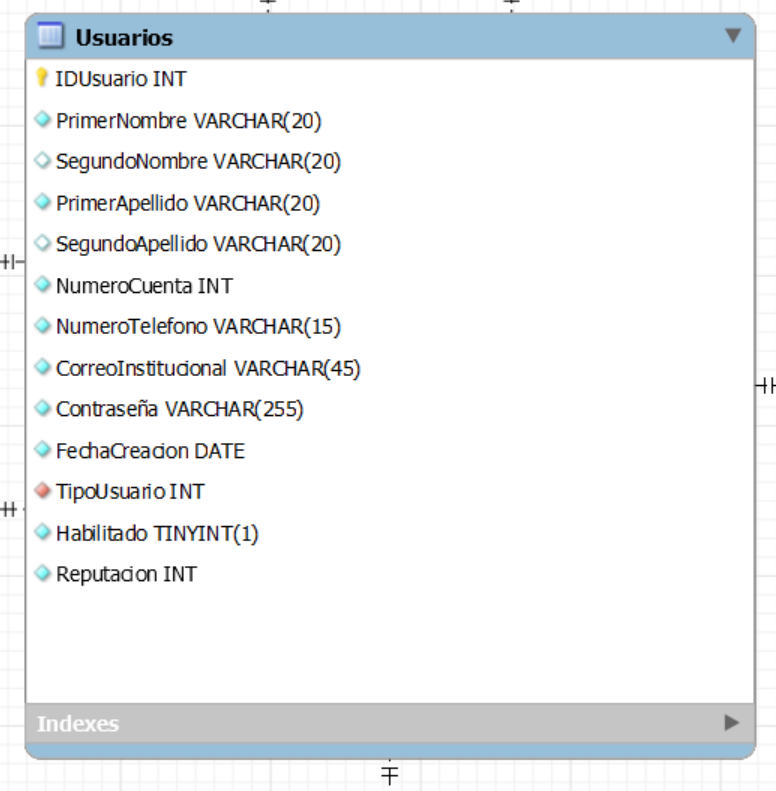 Usuarios
IDUsuario INT
PrimerNombre VARCHAR(20)
SegundoNombre VARCHAR(20)
PrimerApellido VARCHAR(20)
SegundoApellido VARCHAR(20)
NumeroCuenta INT
NumeroTelefono VARCHAR(15)
CorreoInstitucional VARCHAR(45)
Contraseña VARCHAR(255)
FechaCreacion DATE
TipoUsuario INT
Habilitado TINYINT(1)
Reputacion INT
Indexes